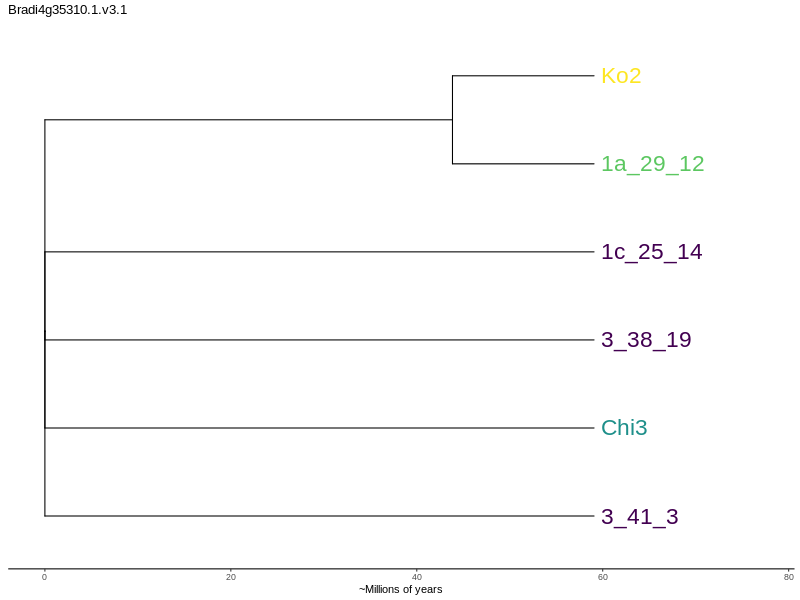 Bradi4g35310.1.v3.1
Ko2
1a_29_12
1c_25_14
3_38_19
Chi3
3_41_3
0 20 40 60 80
~Millions of years